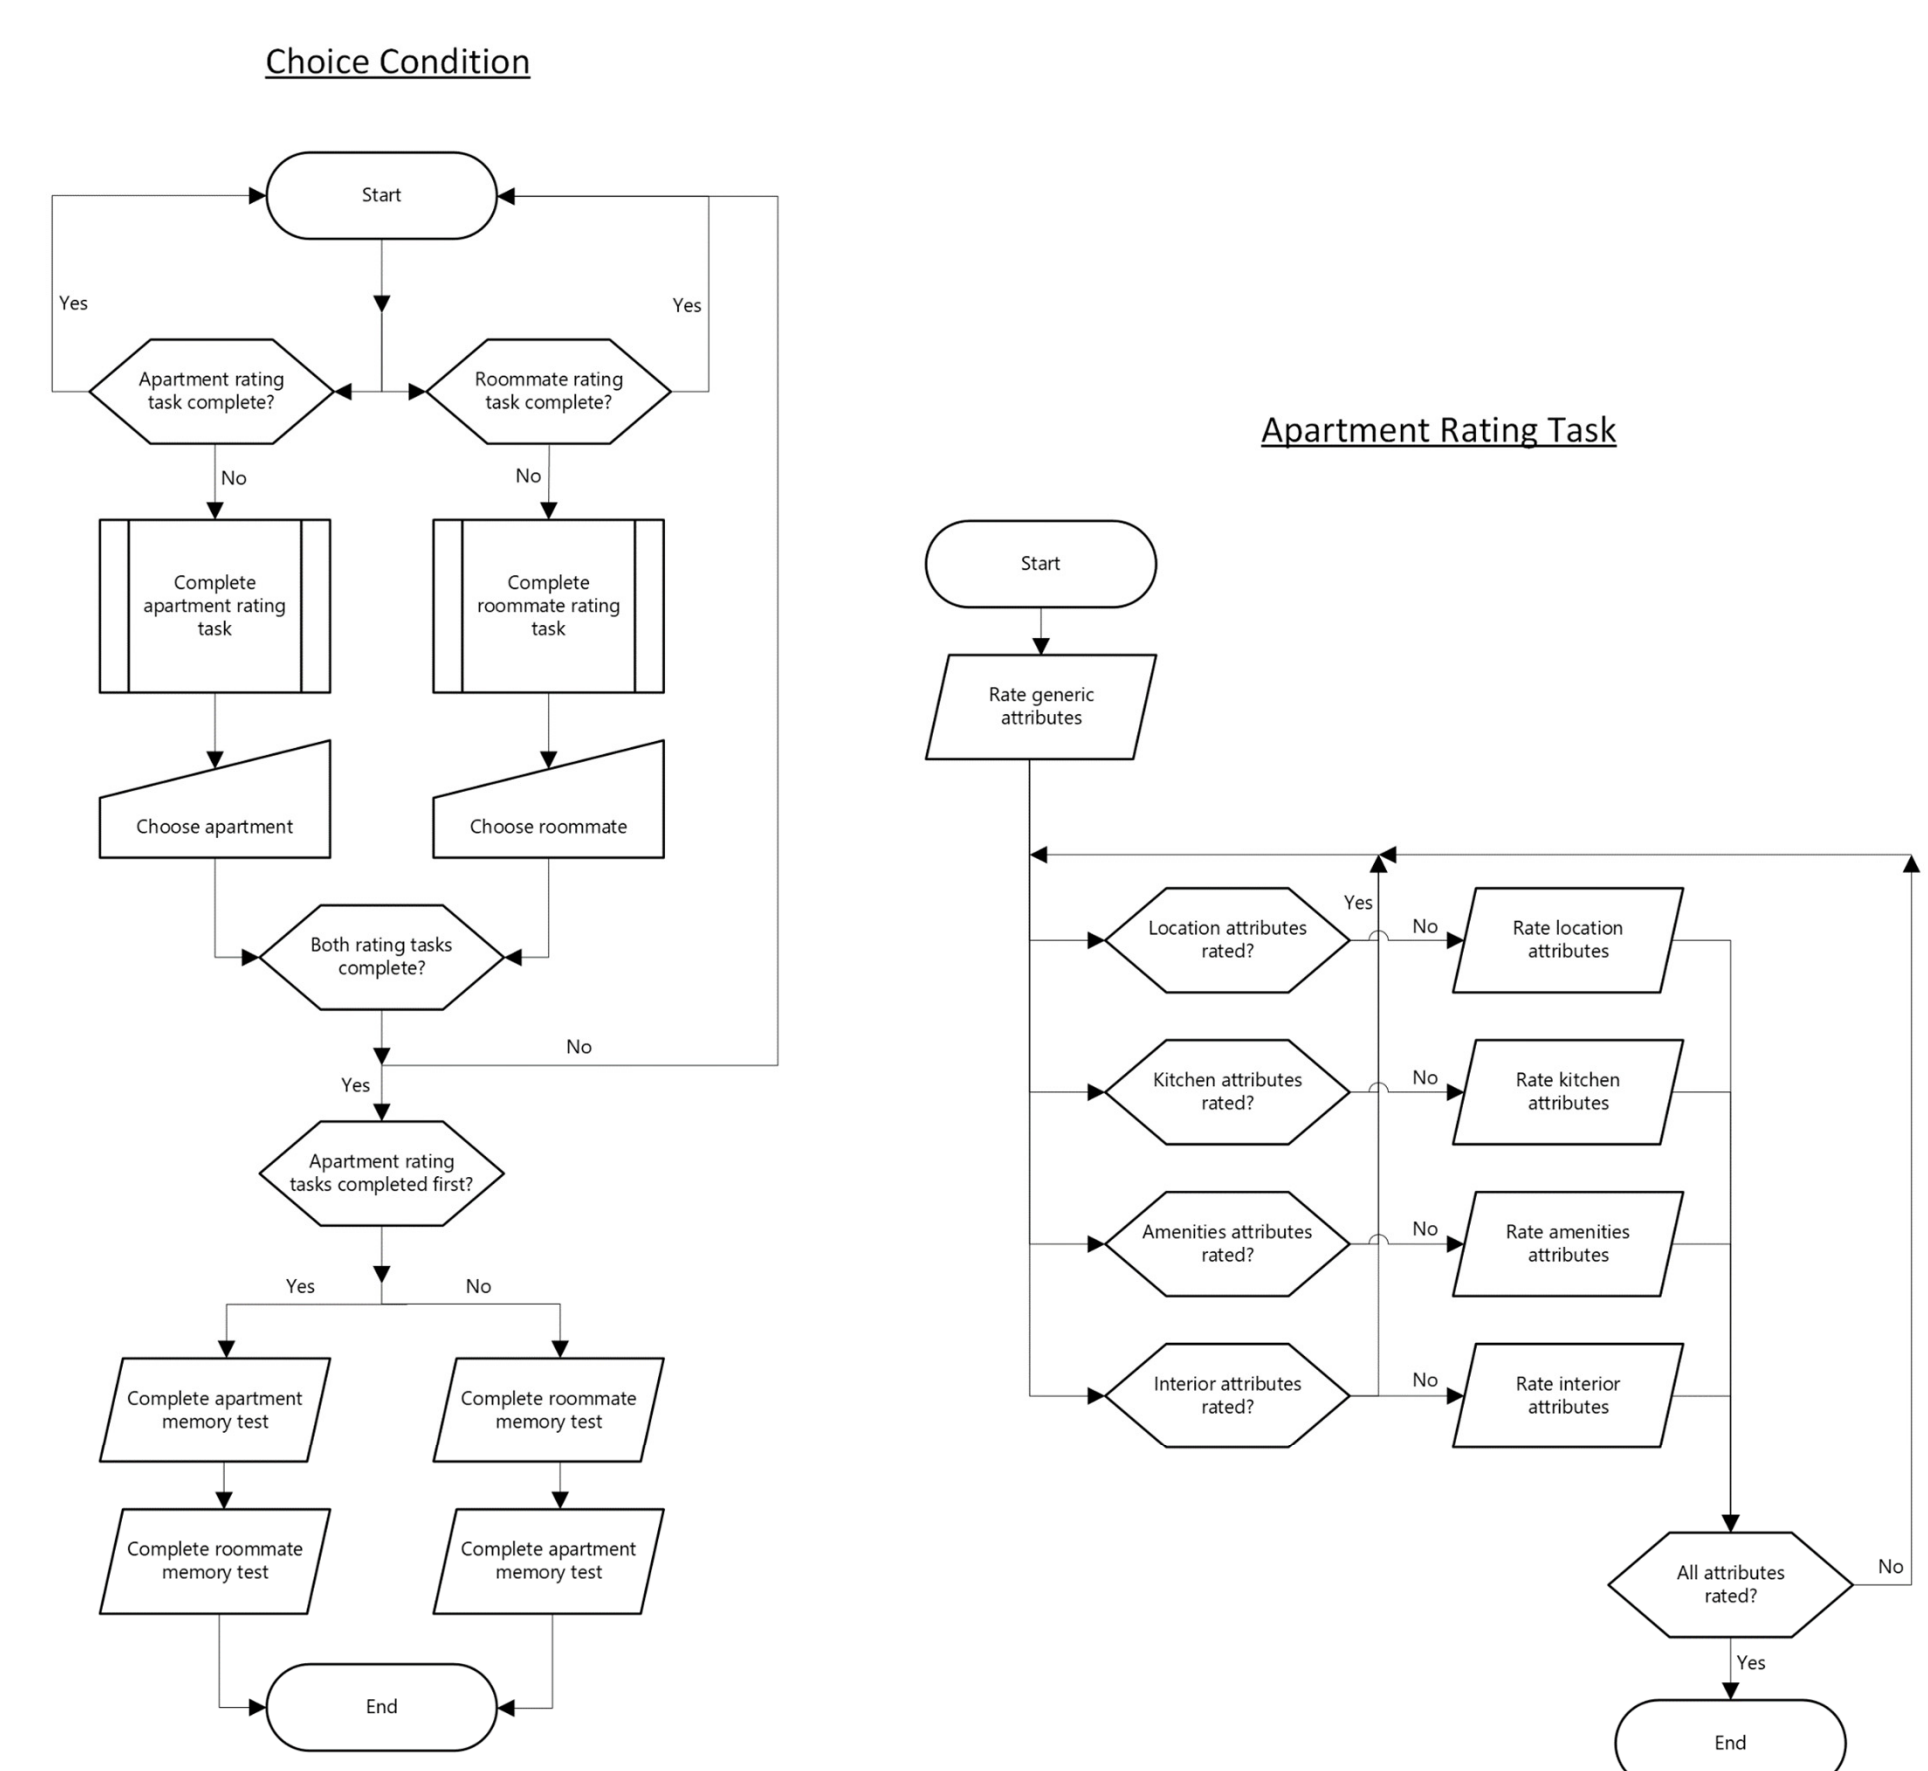 Choice Condition
Start
Yes
Yes
Apartment rating
task complete?
Roommate rating
task complete?
No
No
Complete
apartment rating
task
Complete
roommate rating
task
Choose apartment
Choose roommate
Both rating tasks
complete?
No
Yes
Apartment rating
tasks completed first?
Yes
No
Complete apartment
memory test
Complete roommate
memory test
Complete roommate
memory test
Complete apartment
memory test
End
Apartment Rating Task
Start
Rate generic
attributes
Yes
Location attributes
rated?
No
Rate location
attributes
Kitchen attributes
rated?
No
Rate kitchen
attributes
Amenities attributes
rated?
No
Rate amenities
attributes
Interior attributes
rated?
No
Rate interior
attributes
All attributes
rated?
No
Yes
End